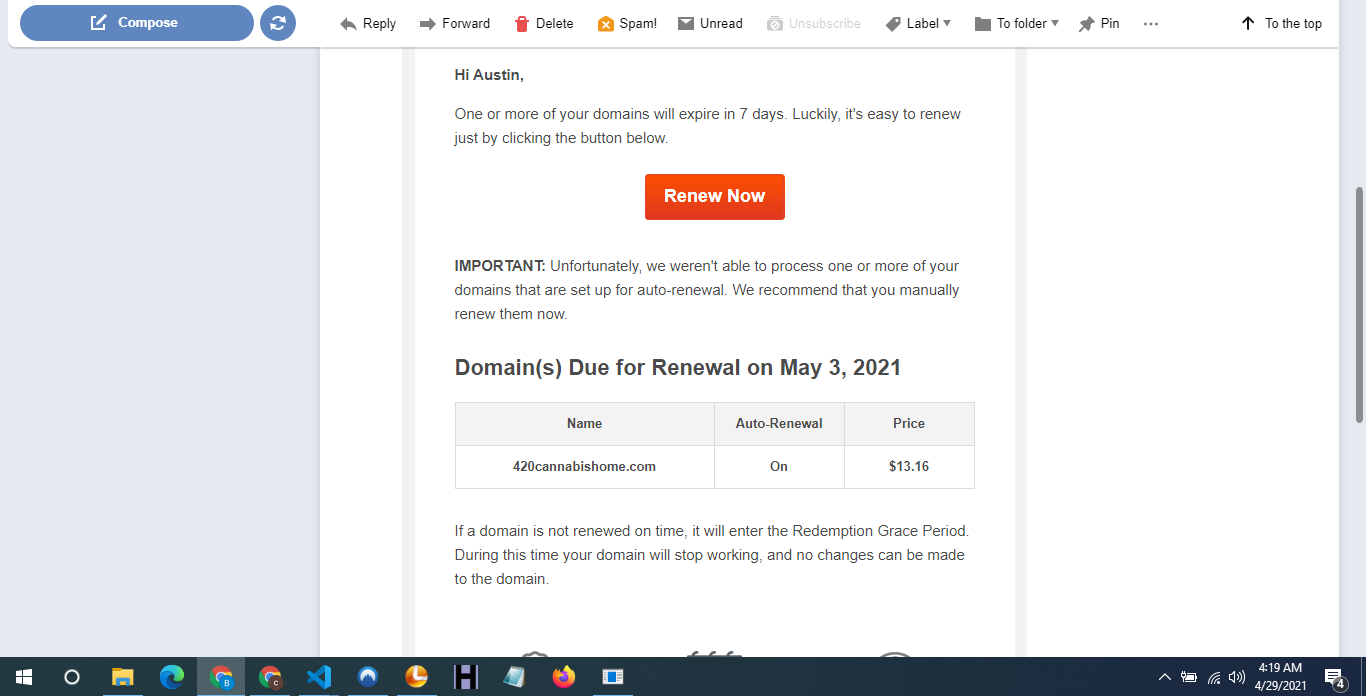 Compose
Reply
Forward
Delete
Spam!
Unread
Unsubscribe
Label
To folder
Pin
To the top
Hi Austin,
One or more of your domains will expire in 7 days. Luckily, it's easy to renew
just by clicking the button below.
Renew Now
IMPORTANT: Unfortunately, we weren't able to process one or more of your
domains that are set up for auto-renewal. We recommend that you manually
renew them now.
Domain(s) Due for Renewal on May 3, 2021
Name Auto-Renewal Price
420cannabishome.com On $13.16
If a domain is not renewed on time, it will enter the Redemption Grace Period.
During this time your domain will stop working, and no changes can be made
to the domain.
B
C
H
4:19 AM
4/29/2021
4